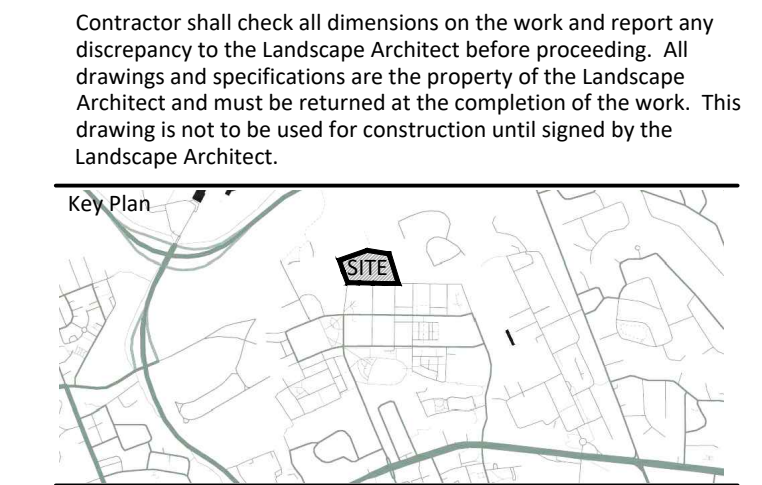 Contractor shall check all dimensions on the work and report any
discrepancy to the Landscape Architect before proceeding.  All
drawings and specifications are the property of the Landscape
Architect and must be returned at the completion of the work.  This
drawing is not to be used for construction until signed by the
Landscape Architect.
Key Plan
SITE